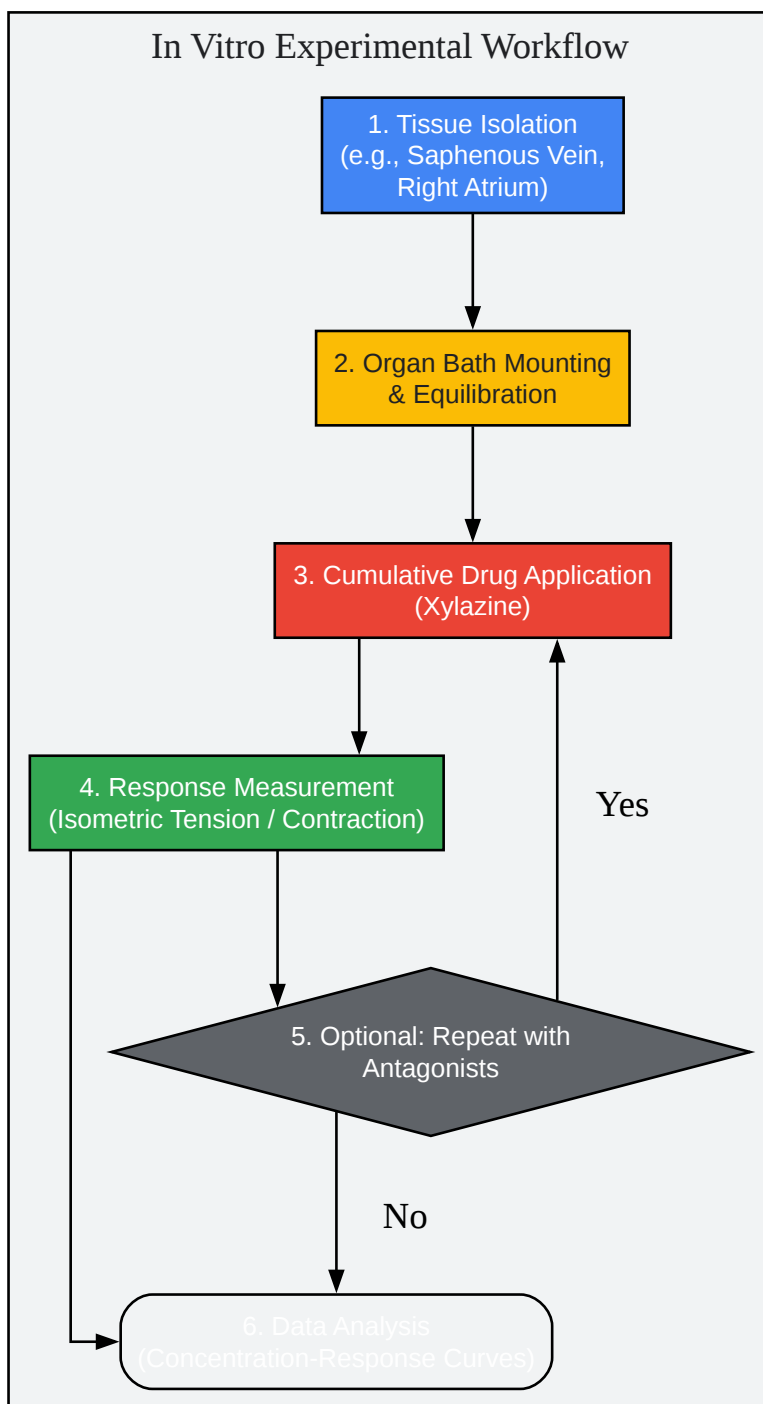 In Vitro Experimental Workflow
1. Tissue Isolation
(e.g., Saphenous Vein,
Right Atrium)
2. Organ Bath Mounting
& Equilibration
3. Cumulative Drug Application
(Xylazine)
4. Response Measurement
(Isometric Tension / Contraction)
Yes
5. Optional: Repeat with
Antagonists
No
6. Data Analysis
(Concentration-Response Curves)